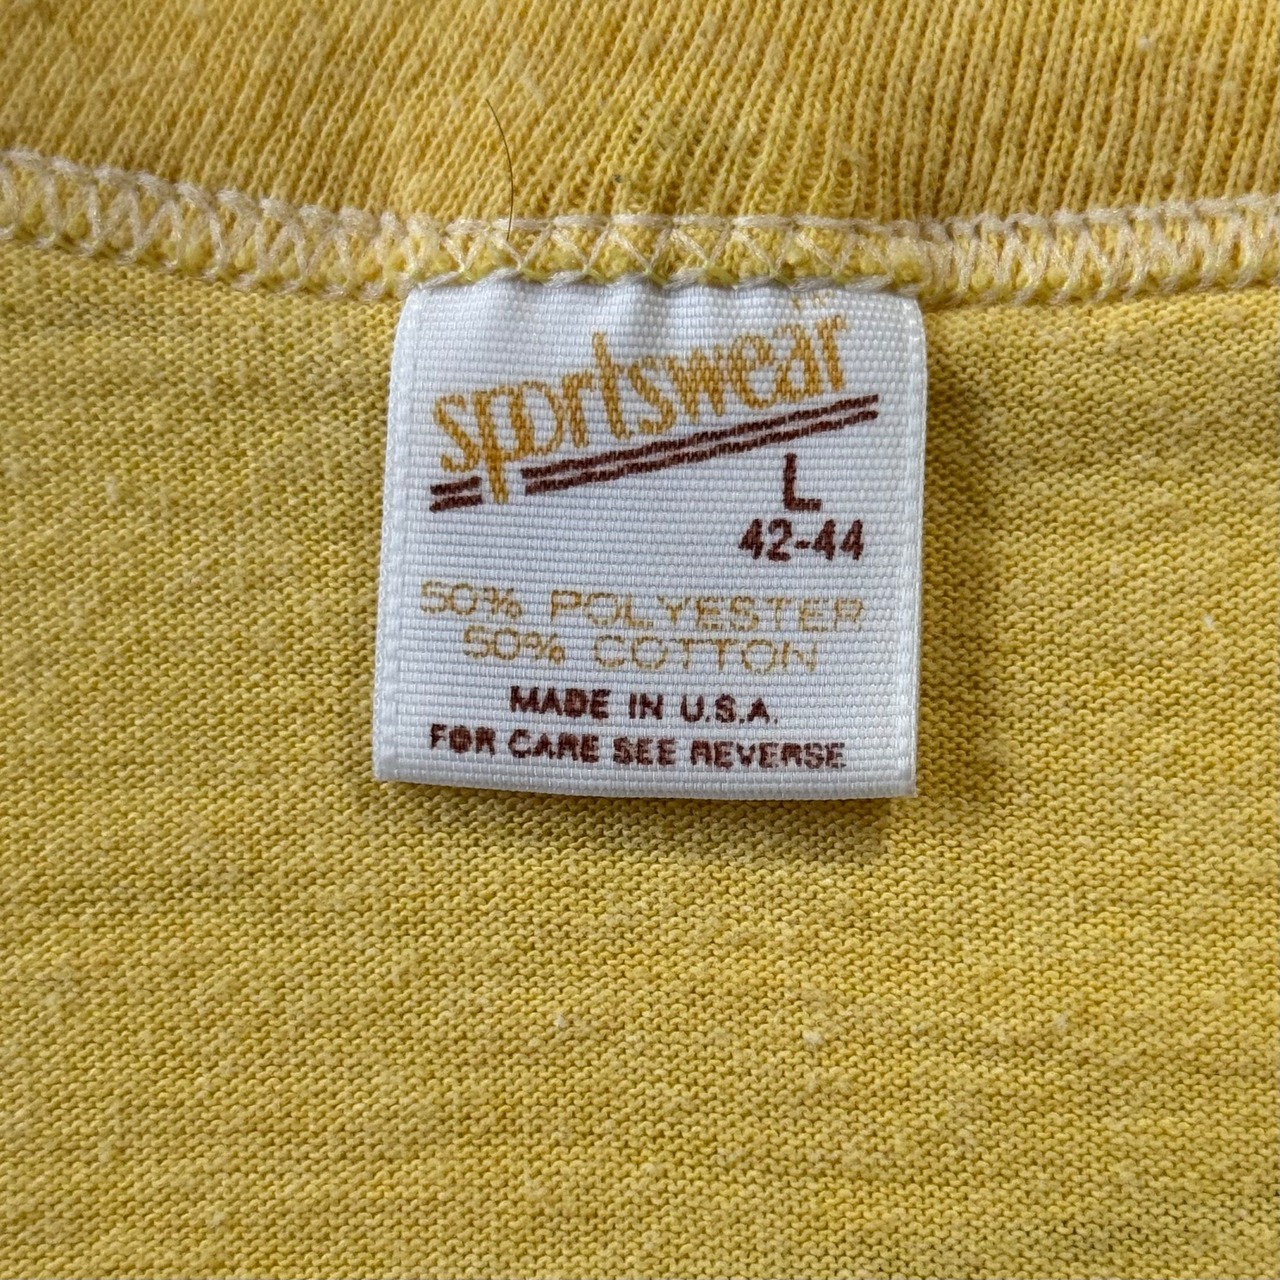 sportswear
L
42-44
50% POLYESTER
50% COTTON
MADE IN U.S.A.
FOR CARE SEE REVERSE